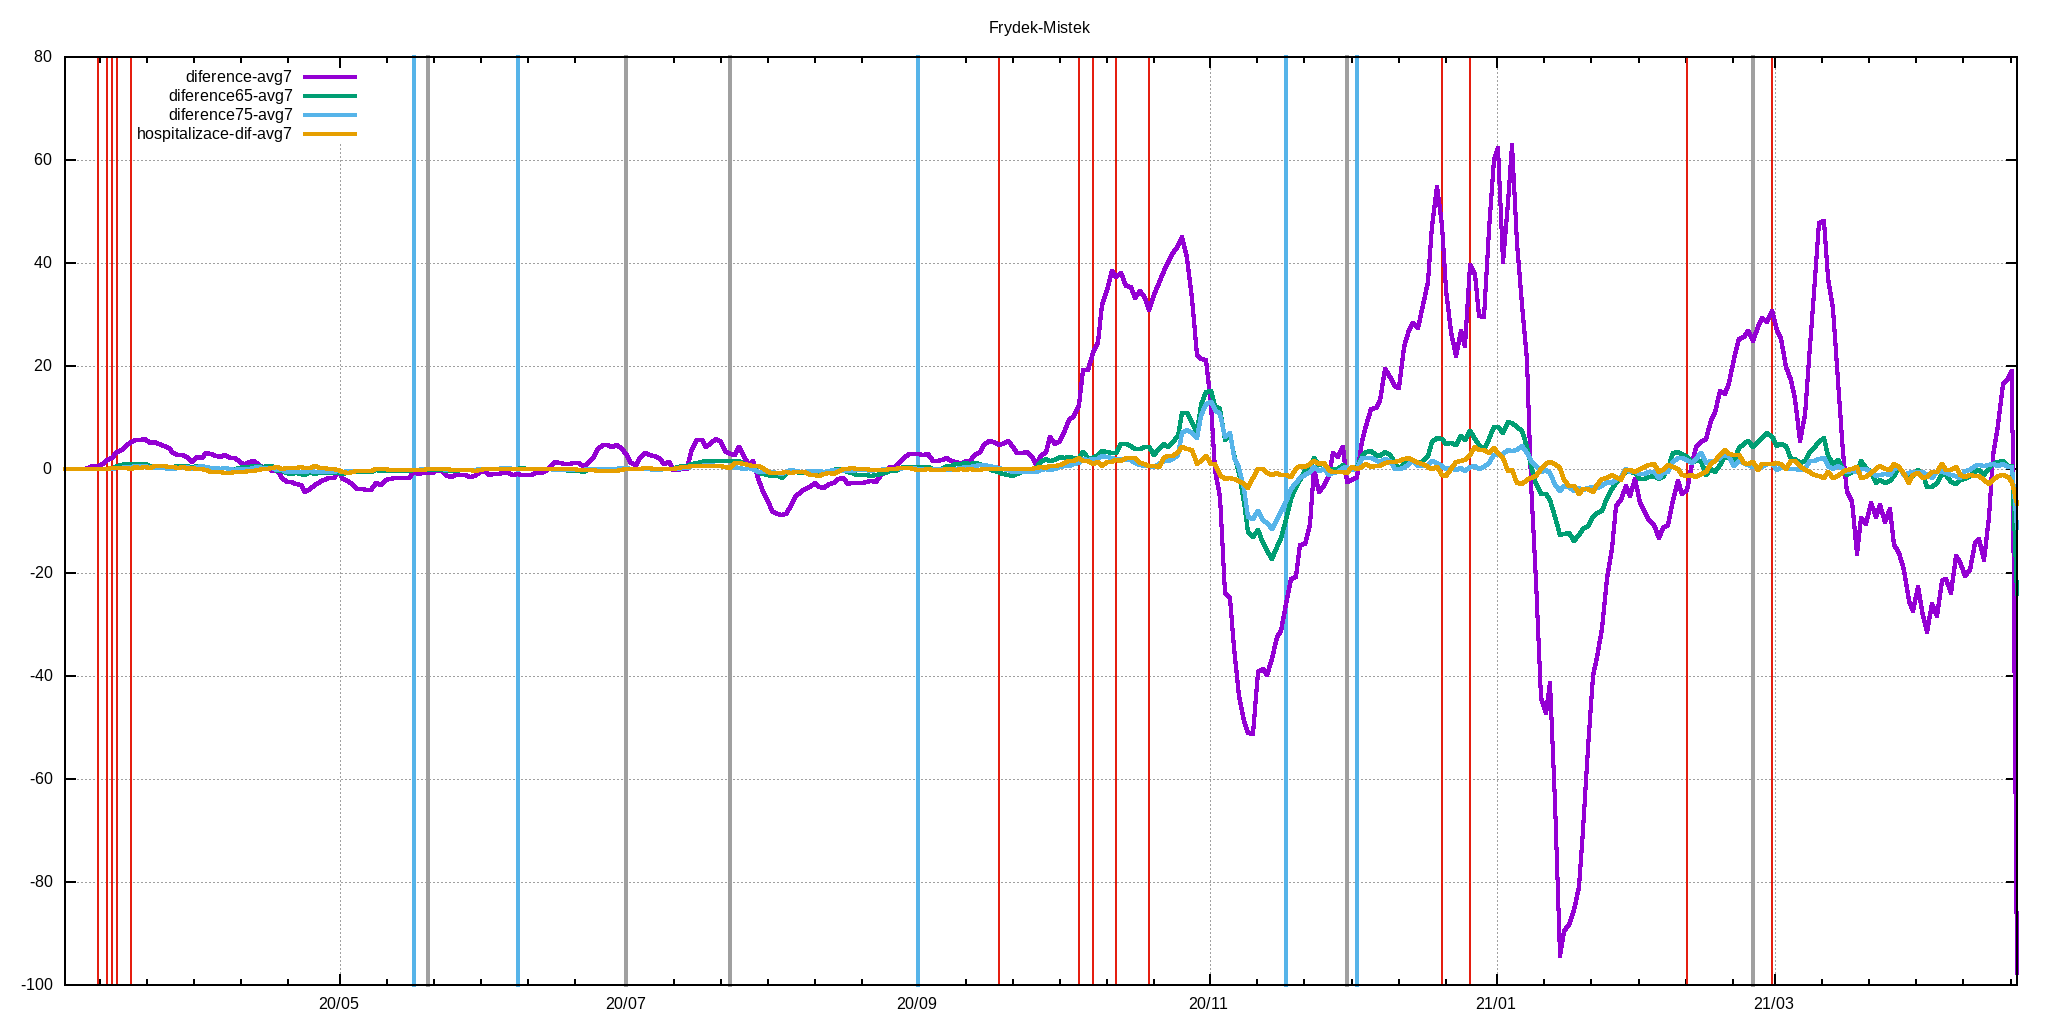 Frydek-Mistek
diference-avg7
diference65-avg7
diference75-avg7
hospitalizace-dif-avg7
80
60
40
20
0
-20
-40
-60
-80
-100
20/05 20/07 20/09 20/11 21/01 21/03